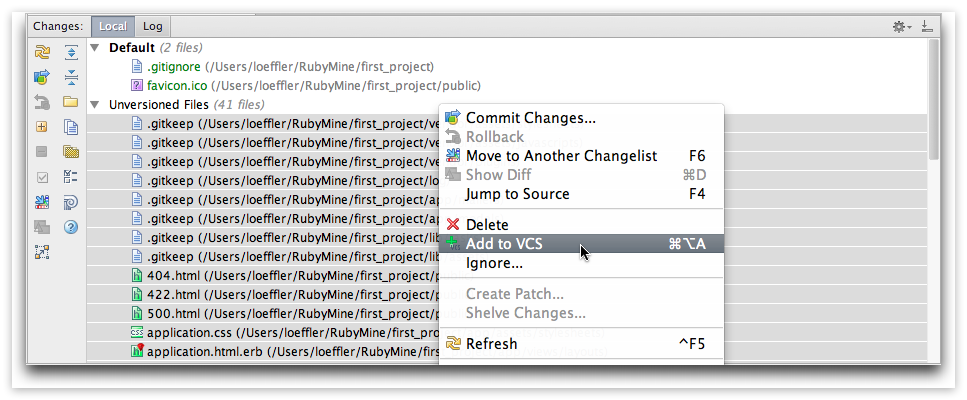 Changes: Local Log
Default (2 files)
.gitignore (/Users/loeffler/RubyMine/first_project)
favicon.ico (/Users/loeffler/RubyMine/first_project/public)
Unversioned Files (41 files)
.gitkeep (/Users/loeffler/RubyMine/first_project/ve
.gitkeep (/Users/loeffler/RubyMine/first_project/ve
.gitkeep (/Users/loeffler/RubyMine/first_project/ve
.gitkeep (/Users/loeffler/RubyMine/first_project/lo
.gitkeep (/Users/loeffler/RubyMine/first_project/ap
.gitkeep (/Users/loeffler/RubyMine/first_project/ap
.gitkeep (/Users/loeffler/RubyMine/first_project/lib
.gitkeep (/Users/loeffler/RubyMine/first_project/lib
404.html (/Users/loeffler/RubyMine/first_project/p
422.html (/Users/loeffler/RubyMine/first_project/p
500.html (/Users/loeffler/RubyMine/first_project/p
application.css (/Users/loeffler/RubyMine/first_pro
application.html.erb (/Users/loeffler/RubyMine/firs
Commit Changes...
Rollback
Move to Another Changelist F6
Show Diff ⌘D
Jump to Source F4
Delete
Add to VCS ⌘⌥A
Ignore...
Create Patch...
Shelve Changes...
Refresh ^F5